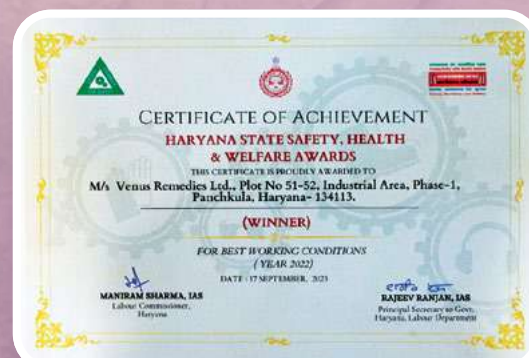 CERTIFICATE OF ACHIEVEMENT
HARYANA STATE SAFETY, HEALTH
& WELFARE AWARDS
THIS CERTIFICATE IS PROUDLY AWARDED TO
M/s Venus Remedies Ltd., Plot No 51-52, Industrial Area, Phase-1,
Panchkula, Haryana- 134113.
(WINNER)
FOR BEST WORKING CONDITIONS
(YEAR 2022)
DATE : 17 SEPTEMBER, 2023
MANIRAM SHARMA, IAS
Labour Commissioner,
Haryana
RAJEEV RANJAN, IAS
Principal Secretary to Govt.
Haryana, Labour Department